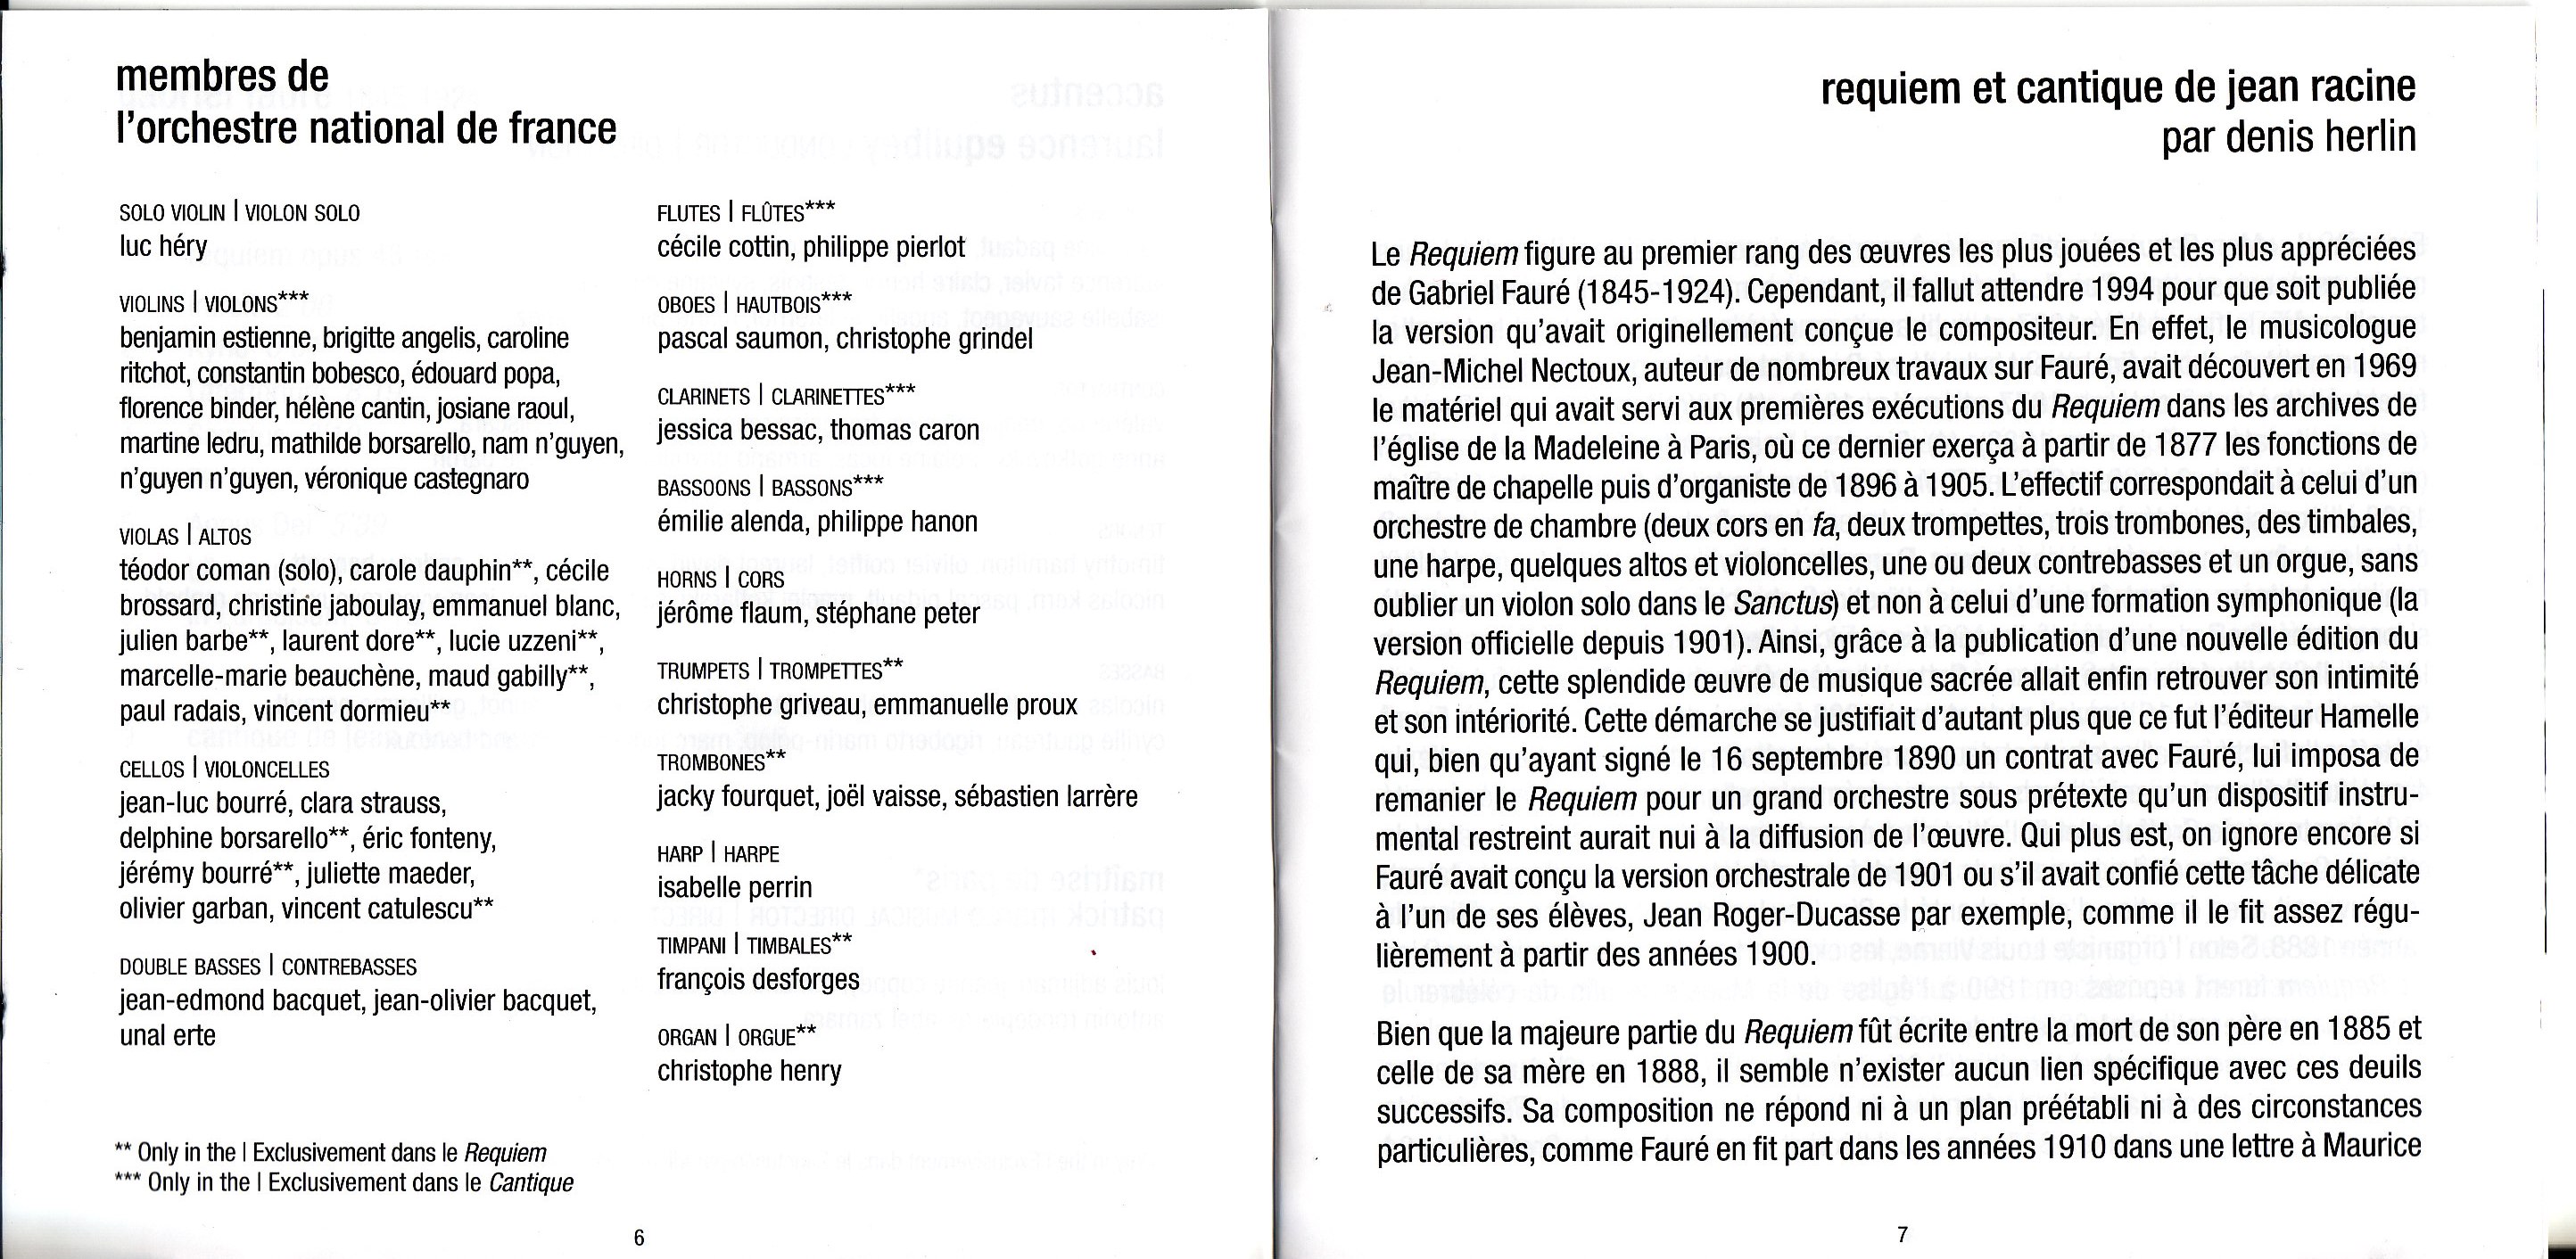 membres de
l'orchestre national de france
SOLO VIOLIN | VIOLON SOLO
luc héry
VIOLINS | VIOLONS***
benjamin estienne, brigitte angelis, caroline
ritchot, constantin bobesco, édouard popa,
florence binder, hélène cantin, josiane raoul,
martine ledru, mathilde borsarello, nam n'guyen,
n'guyen n'guyen, véronique castegnaro
VIOLAS | ALTOS
téodor coman (solo), carole dauphin**, cécile
brossard, christine jaboulay, emmanuel blanc,
julien barbe**, laurent dore**, lucie uzzeni**,
marcelle-marie beauchène, maud gabilly**,
paul radais, vincent dormieu**
CELLOS | VIOLONCELLES
jean-luc bourré, clara strauss,
delphine borsarello**, éric fonteny,
jérémy bourré**, juliette maeder,
olivier garban, vincent catulescu**
DOUBLE BASSES | CONTREBASSES
jean-edmond bacquet, jean-olivier bacquet,
unal erte
FLUTES | FLÛTES***
cécile cottin, philippe pierlot
OBOES | HAUTBOIS***
pascal saumon, christophe grindel
CLARINETS | CLARINETTES***
jessica bessac, thomas caron
BASSOONS | BASSONS***
émilie alenda, philippe hanon
HORNS | CORS
jérôme flaum, stéphane peter
TRUMPETS | TROMPETTES**
christophe griveau, emmanuelle proux
TROMBONES**
jacky fourquet, joël vaisse, sébastien larrère
HARP | HARPE
isabelle perrin
TIMPANI | TIMBALES**
françois desforges
ORGAN | ORGUE**
christophe henry
** Only in the | Exclusivement dans le Requiem
*** Only in the | Exclusivement dans le Cantique
6
requiem et cantique de jean racine
par denis herlin
Le Requiem figure au premier rang des œuvres les plus jouées et les plus appréciées
de Gabriel Fauré (1845-1924). Cependant, il fallut attendre 1994 pour que soit publiée
la version qu'avait originellement conçue le compositeur. En effet, le musicologue
Jean-Michel Nectoux, auteur de nombreux travaux sur Fauré, avait découvert en 1969
le matériel qui avait servi aux premières exécutions du Requiem dans les archives de
l'église de la Madeleine à Paris, où ce dernier exerça à partir de 1877 les fonctions de
maître de chapelle puis d'organiste de 1896 à 1905. L'effectif correspondait à celui d'un
orchestre de chambre (deux cors en fa, deux trompettes, trois trombones, des timbales,
une harpe, quelques altos et violoncelles, une ou deux contrebasses et un orgue, sans
oublier un violon solo dans le Sanctus) et non à celui d'une formation symphonique (la
version officielle depuis 1901). Ainsi, grâce à la publication d'une nouvelle édition du
Requiem, cette splendide œuvre de musique sacrée allait enfin retrouver son intimité
et son intériorité. Cette démarche se justifiait d'autant plus que ce fut l'éditeur Hamelle
qui, bien qu'ayant signé le 16 septembre 1890 un contrat avec Fauré, lui imposa de
remanier le Requiem pour un grand orchestre sous prétexte qu'un dispositif instru-
mental restreint aurait nui à la diffusion de l'œuvre. Qui plus est, on ignore encore si
Fauré avait conçu la version orchestrale de 1901 ou s'il avait confié cette tâche délicate
à l'un de ses élèves, Jean Roger-Ducasse par exemple, comme il le fit assez régu-
lièrement à partir des années 1900.
Bien que la majeure partie du Requiem fût écrite entre la mort de son père en 1885 et
celle de sa mère en 1888, il semble n'exister aucun lien spécifique avec ces deuils
successifs. Sa composition ne répond ni à un plan préétabli ni à des circonstances
particulières, comme Fauré en fit part dans les années 1910 dans une lettre à Maurice
7